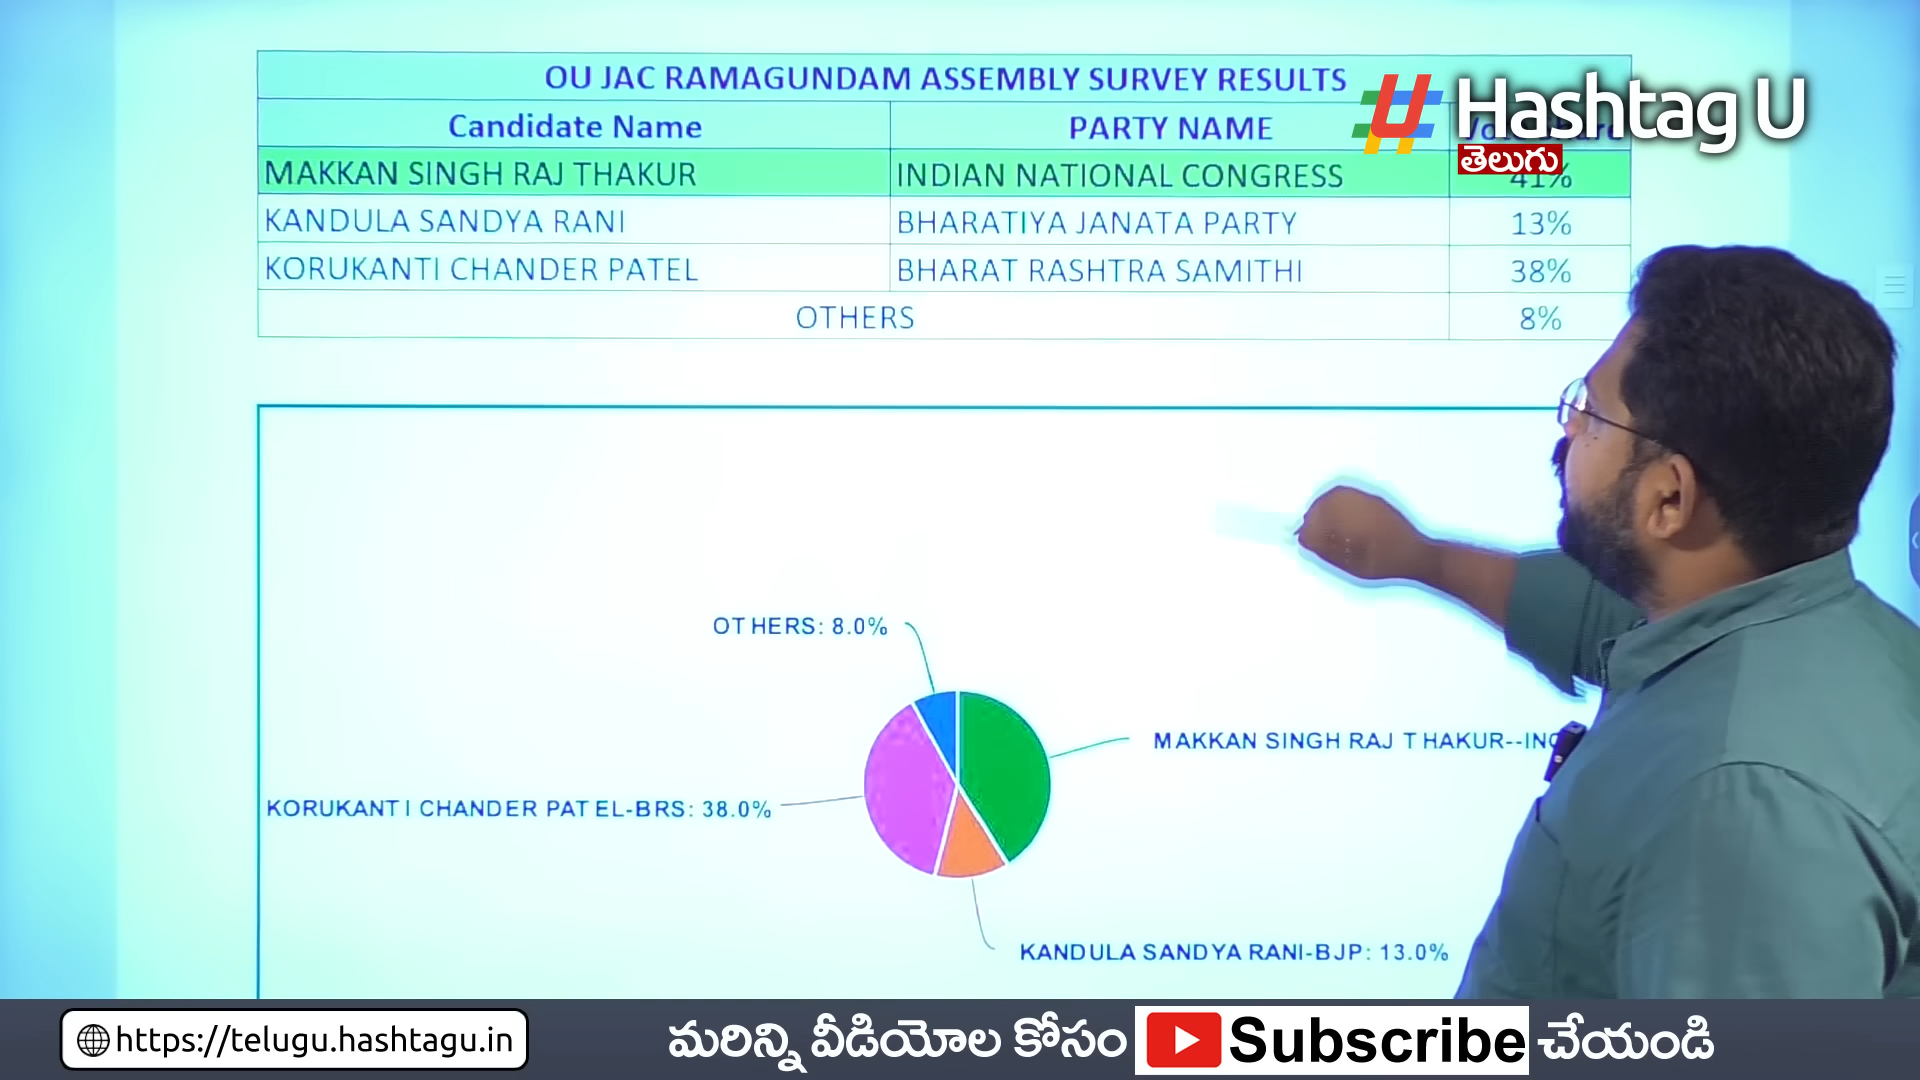 OU JAC RAMAGUNDAM ASSEMBLY SURVEY RESULTS
Hashtag U
తెలుగు
Candidate Name PARTY NAME
MAKKAN SINGH RAJ THAKUR INDIAN NATIONAL CONGRESS 41%
KANDULA SANDYA RANI BHARATIYA JANATA PARTY 13%
KORUKANTI CHANDER PATEL BHARAT RASHTRA SAMITHI 38%
OTHERS 8%
OTHERS: 8.0%
MAKKAN SINGH RAJ THAKUR--INC
KORUKANTI CHANDER PATEL-BRS: 38.0%
KANDULA SANDYA RANI-BJP: 13.0%
https://telugu.hashtagu.in మరిన్ని వీడియోల కోసం Subscribe చేయండి